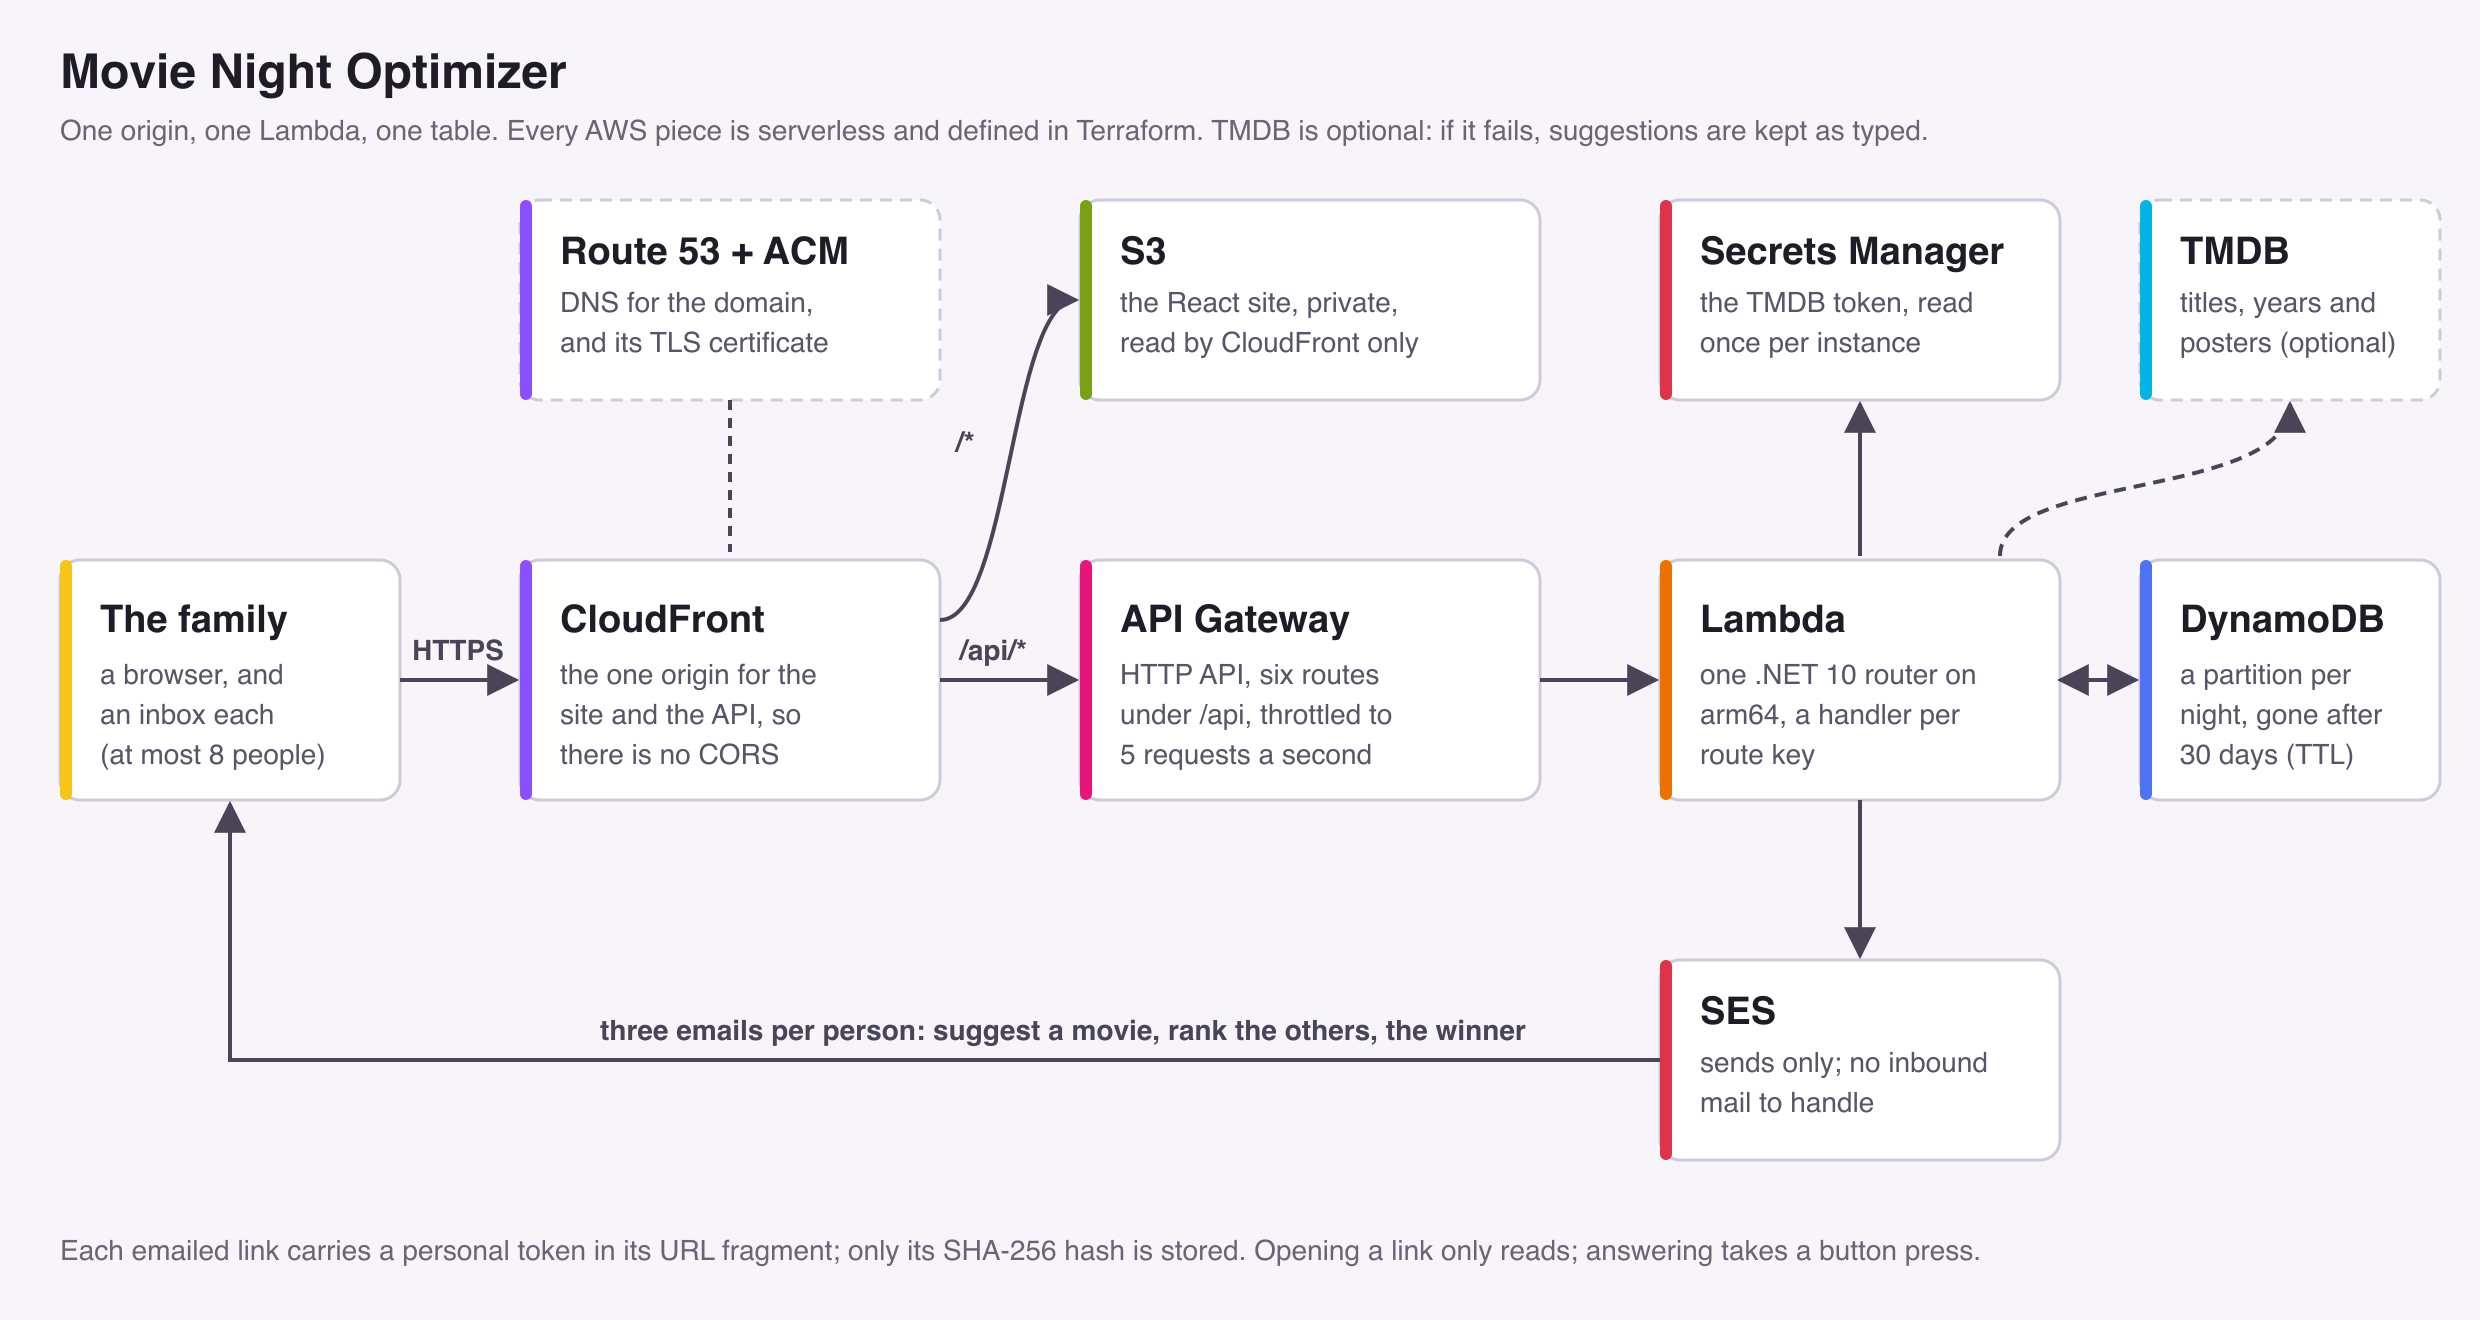 Movie Night Optimizer
One origin, one Lambda, one table. Every AWS piece is serverless and defined in Terraform. TMDB is optional: if it fails, suggestions are kept as typed.
Route 53 + ACM
DNS for the domain,
and its TLS certificate
S3
the React site, private,
read by CloudFront only
Secrets Manager
the TMDB token, read
once per instance
TMDB
titles, years and
posters (optional)
/*
The family
a browser, and
an inbox each
(at most 8 people)
HTTPS
CloudFront
the one origin for the
site and the API, so
there is no CORS
/api/*
API Gateway
HTTP API, six routes
under /api, throttled to
5 requests a second
Lambda
one .NET 10 router on
arm64, a handler per
route key
DynamoDB
a partition per
night, gone after
30 days (TTL)
three emails per person: suggest a movie, rank the others, the winner
SES
sends only; no inbound
mail to handle
Each emailed link carries a personal token in its URL fragment; only its SHA-256 hash is stored. Opening a link only reads; answering takes a button press.